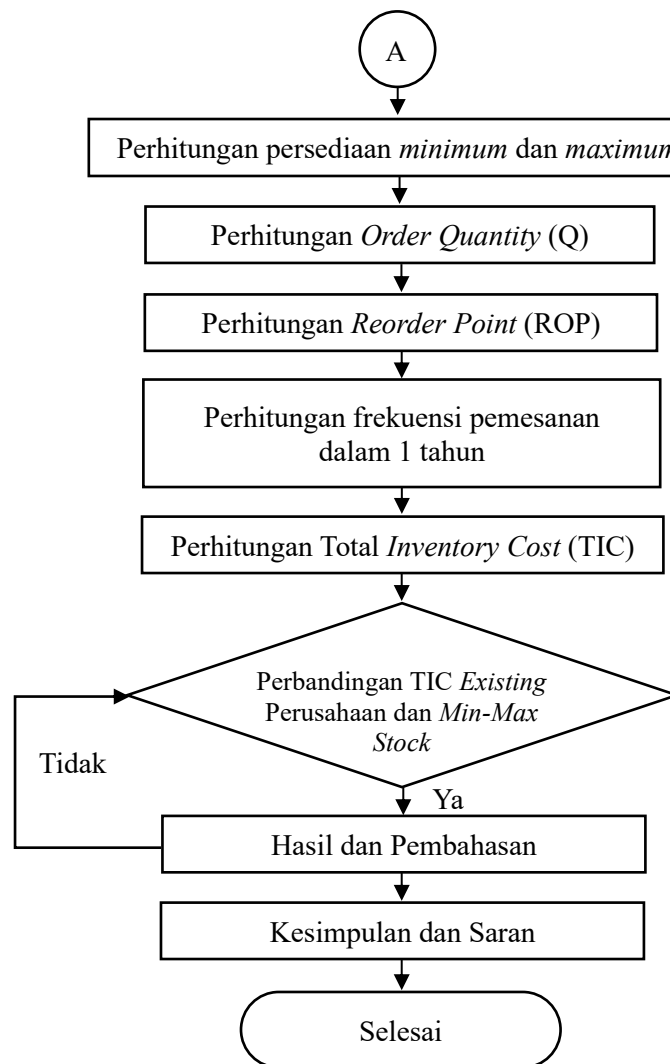 A
Perhitungan persediaan minimum dan maximum
Perhitungan Order Quantity (Q)
Perhitungan Reorder Point (ROP)
Perhitungan frekuensi pemesanan
dalam 1 tahun
Perhitungan Total Inventory Cost (TIC)
Perbandingan TIC Existing
Perusahaan dan Min-Max
Stock
Tidak
Ya
Hasil dan Pembahasan
Kesimpulan dan Saran
Selesai